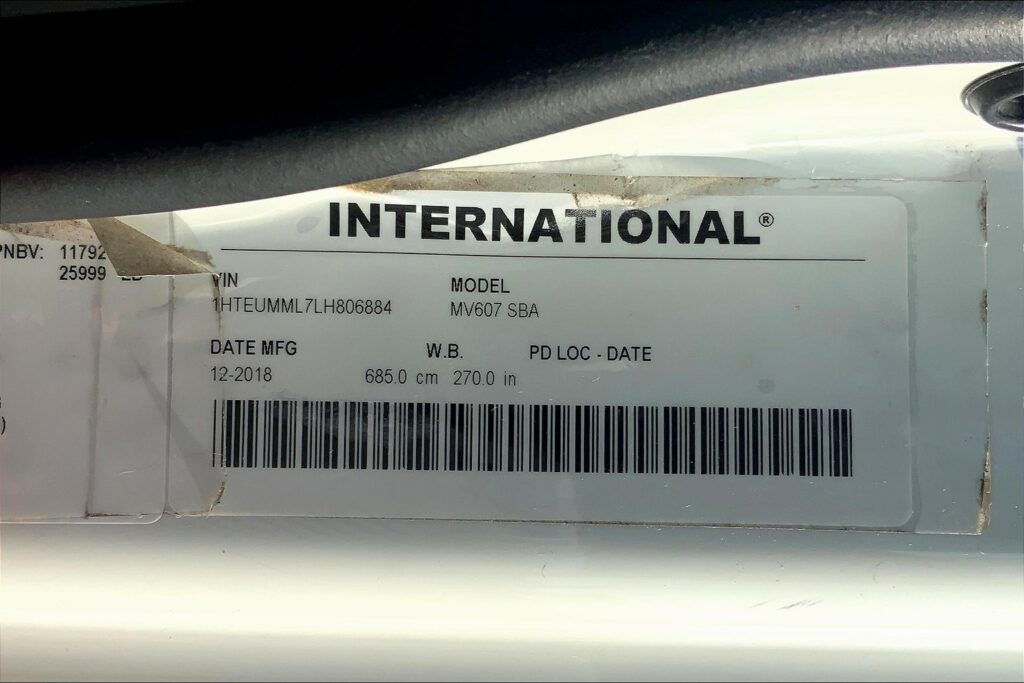 INTERNATIONAL®
PNBV: 11792
25999 LB
VIN MODEL
1HTEUMML7LH806884 MV607 SBA
DATE MFG W.B. PD LOC - DATE
12-2018 685.0 cm 270.0 in
)